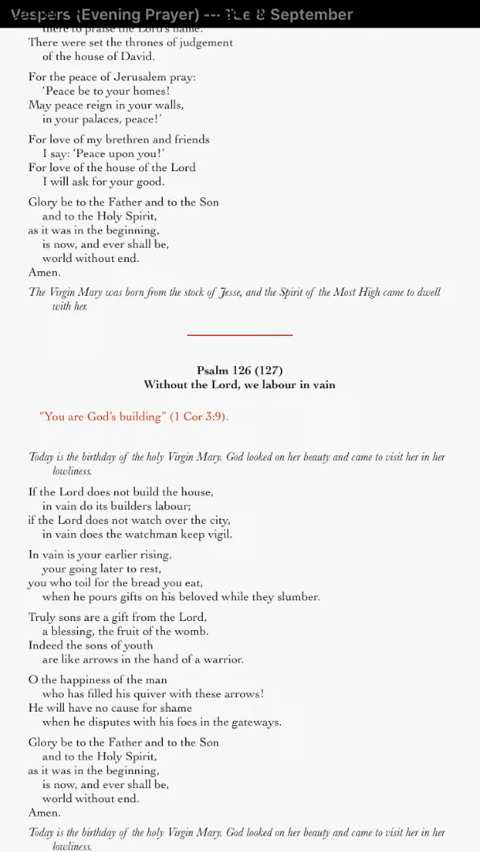 Vespers (Evening Prayer) --- Tue 8 September
there to praise the Lord's name.
There were set the thrones of judgement
of the house of David.
For the peace of Jerusalem pray:
‘Peace be to your homes!
May peace reign in your walls,
in your palaces, peace!’
For love of my brethren and friends
I say: ‘Peace upon you!’
For love of the house of the Lord
I will ask for your good.
Glory be to the Father and to the Son
and to the Holy Spirit,
as it was in the beginning,
is now, and ever shall be,
world without end.
Amen.
The Virgin Mary was born from the stock of Jesse, and the Spirit of the Most High came to dwell
with her.
Psalm 126 (127)
Without the Lord, we labour in vain
“You are God’s building” (1 Cor 3:9).
Today is the birthday of the holy Virgin Mary. God looked on her beauty and came to visit her in her
lowliness.
If the Lord does not build the house,
in vain do its builders labour;
if the Lord does not watch over the city,
in vain does the watchman keep vigil.
In vain is your earlier rising,
your going later to rest,
you who toil for the bread you eat,
when he pours gifts on his beloved while they slumber.
Truly sons are a gift from the Lord,
a blessing, the fruit of the womb.
Indeed the sons of youth
are like arrows in the hand of a warrior.
O the happiness of the man
who has filled his quiver with these arrows!
He will have no cause for shame
when he disputes with his foes in the gateways.
Glory be to the Father and to the Son
and to the Holy Spirit,
as it was in the beginning,
is now, and ever shall be,
world without end.
Amen.
Today is the birthday of the holy Virgin Mary. God looked on her beauty and came to visit her in her
lowliness.